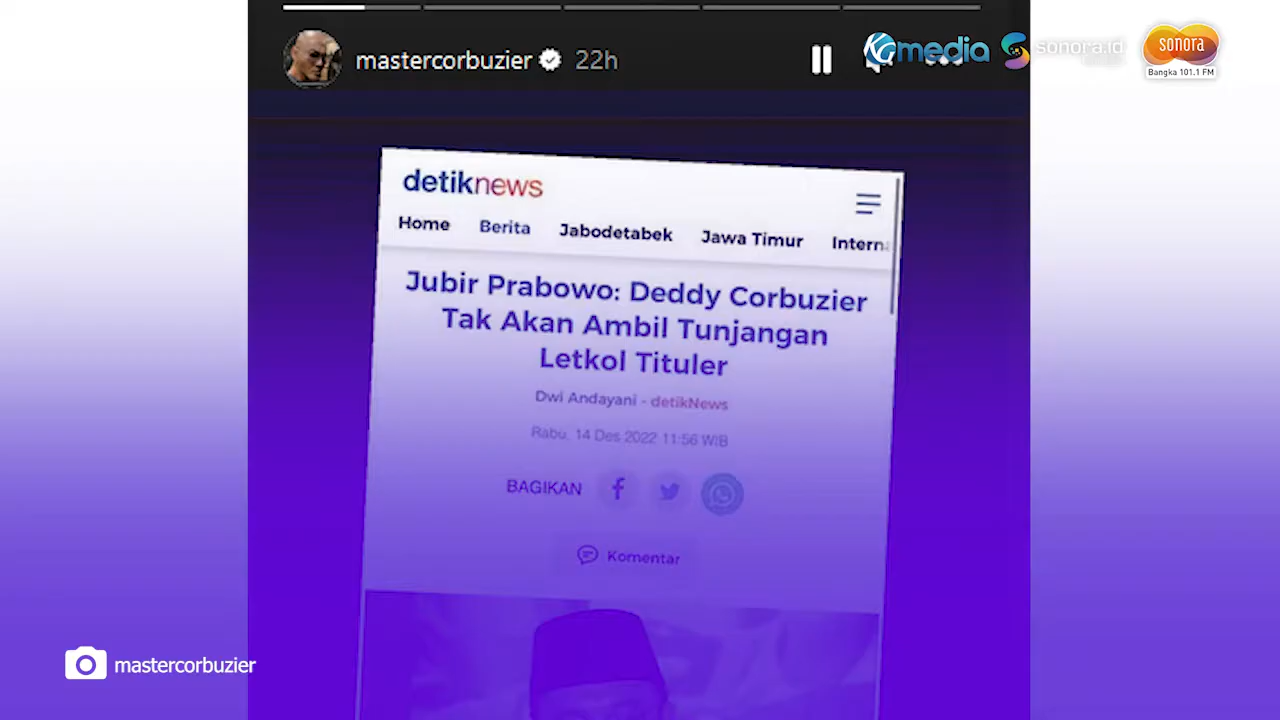 mastercorbuzier 22h
KGmedia sonora.id sonora
Bangka 101.1 FM
detiknews
Home Berita Jabodetabek Jawa Timur Interna
Jubir Prabowo: Deddy Corbuzier
Tak Akan Ambil Tunjangan
Letkol Tituler
Dwi Andayani - detikNews
Rabu, 14 Des 2022 11:56 WIB
BAGIKAN
Komentar
mastercorbuzier